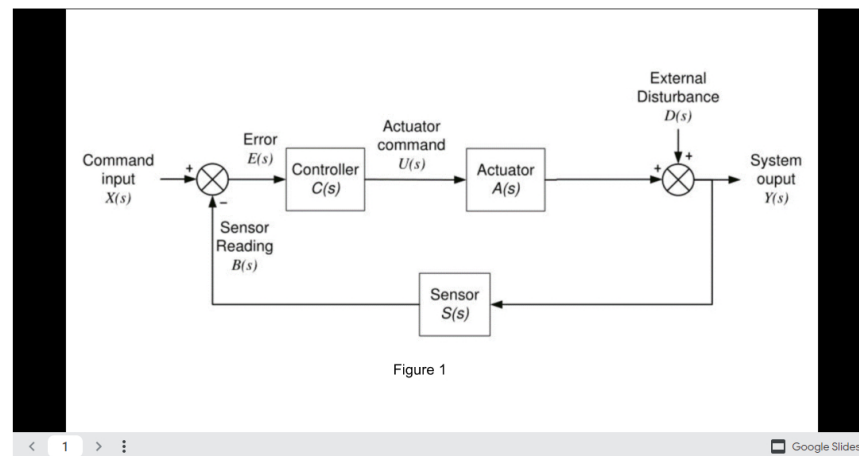 External
Disturbance
D(s)
Actuator
command
U(s)
Error
E(s)
Command
input
X(s)
+
Controller
C(s)
Actuator
A(s)
+
+
System
ouput
Y(s)
−
Sensor
Reading
B(s)
Sensor
S(s)
Figure 1
< 1 >
Google Slides